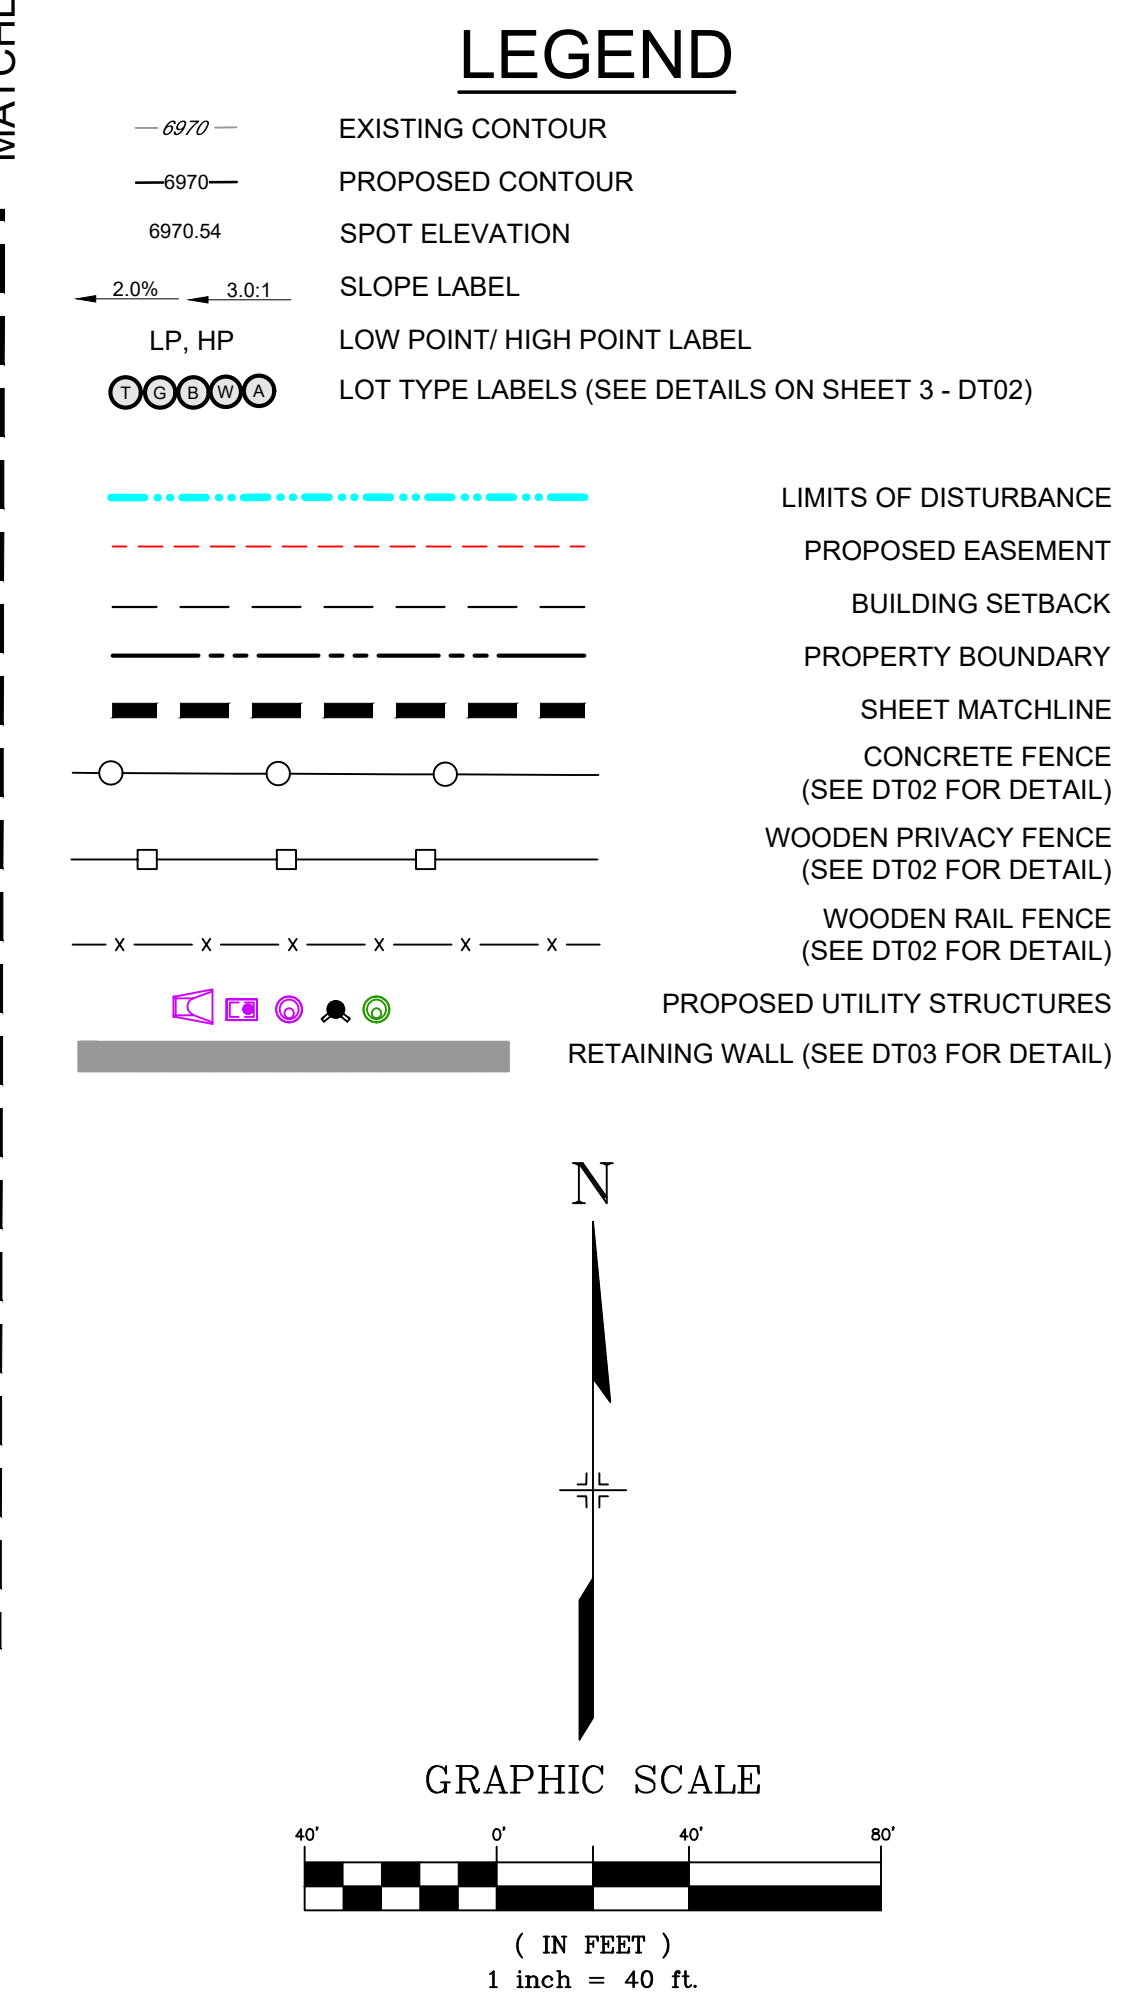 LEGEND
6970 EXISTING CONTOUR
6970 PROPOSED CONTOUR
6970.54 SPOT ELEVATION
2.0% 3.0:1 SLOPE LABEL
LP, HP LOW POINT/ HIGH POINT LABEL
T G B W A LOT TYPE LABELS (SEE DETAILS ON SHEET 3 - DT02)
LIMITS OF DISTURBANCE
PROPOSED EASEMENT
BUILDING SETBACK
PROPERTY BOUNDARY
SHEET MATCHLINE
CONCRETE FENCE
(SEE DT02 FOR DETAIL)
WOODEN PRIVACY FENCE
(SEE DT02 FOR DETAIL)
WOODEN RAIL FENCE
(SEE DT02 FOR DETAIL)
x x x x x x
PROPOSED UTILITY STRUCTURES
RETAINING WALL (SEE DT03 FOR DETAIL)
N
GRAPHIC SCALE
40' 0' 40' 80'
( IN FEET )
1 inch = 40 ft.